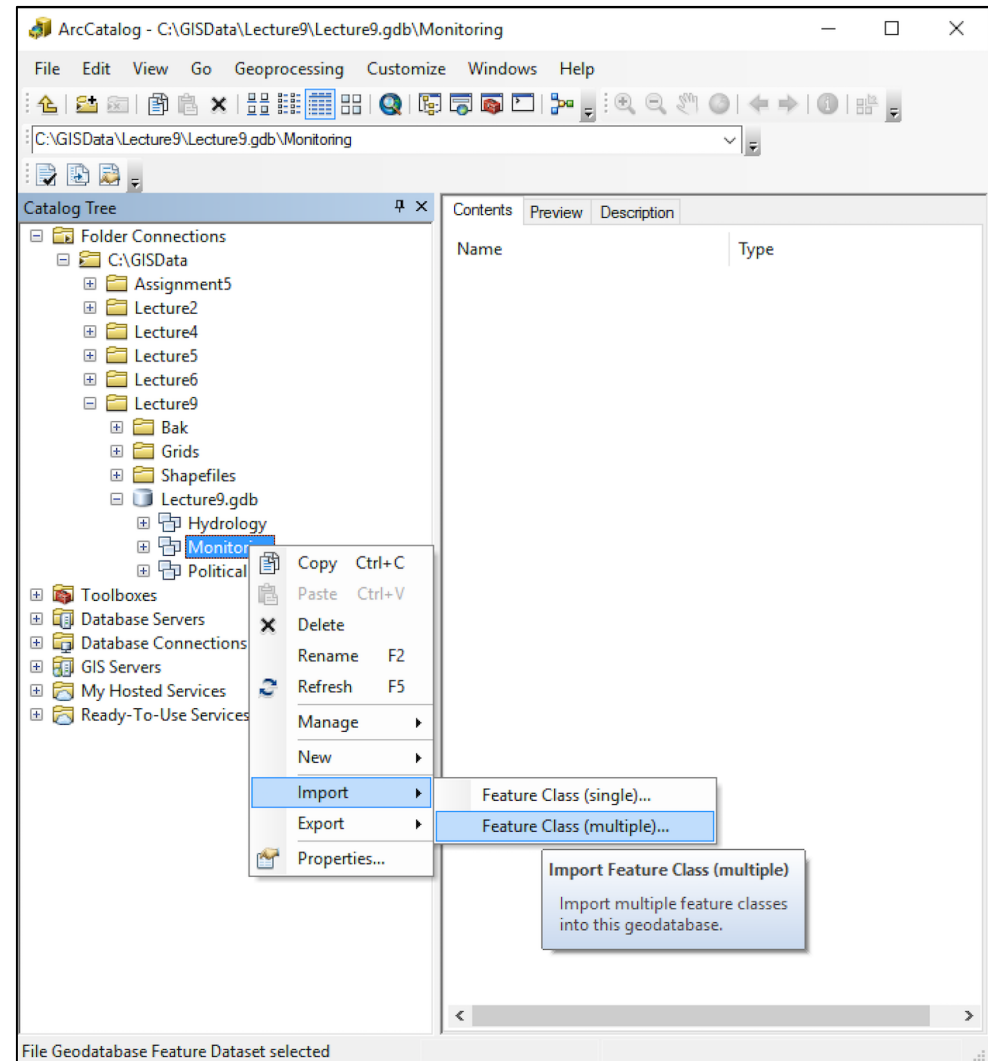 ArcCatalog - C:\GISData\Lecture9\Lecture9.gdb\Monitoring
File Edit View Go Geoprocessing Customize Windows Help
C:\GISData\Lecture9\Lecture9.gdb\Monitoring
Catalog Tree
Folder Connections
C:\GISData
Assignment5
Lecture2
Lecture4
Lecture5
Lecture6
Lecture9
Bak
Grids
Shapefiles
Lecture9.gdb
Hydrology
Political
Toolboxes
Database Servers
Database Connections
GIS Servers
My Hosted Services
Ready-To-Use Services
Contents Preview Description
Name Type
Copy Ctrl+C
Paste Ctrl+V
Delete
Rename F2
Refresh F5
Manage
New
Import
Export
Properties...
Feature Class (single)...
Feature Class (multiple)...
Import Feature Class (multiple)
Import multiple feature classes
into this geodatabase.
File Geodatabase Feature Dataset selected